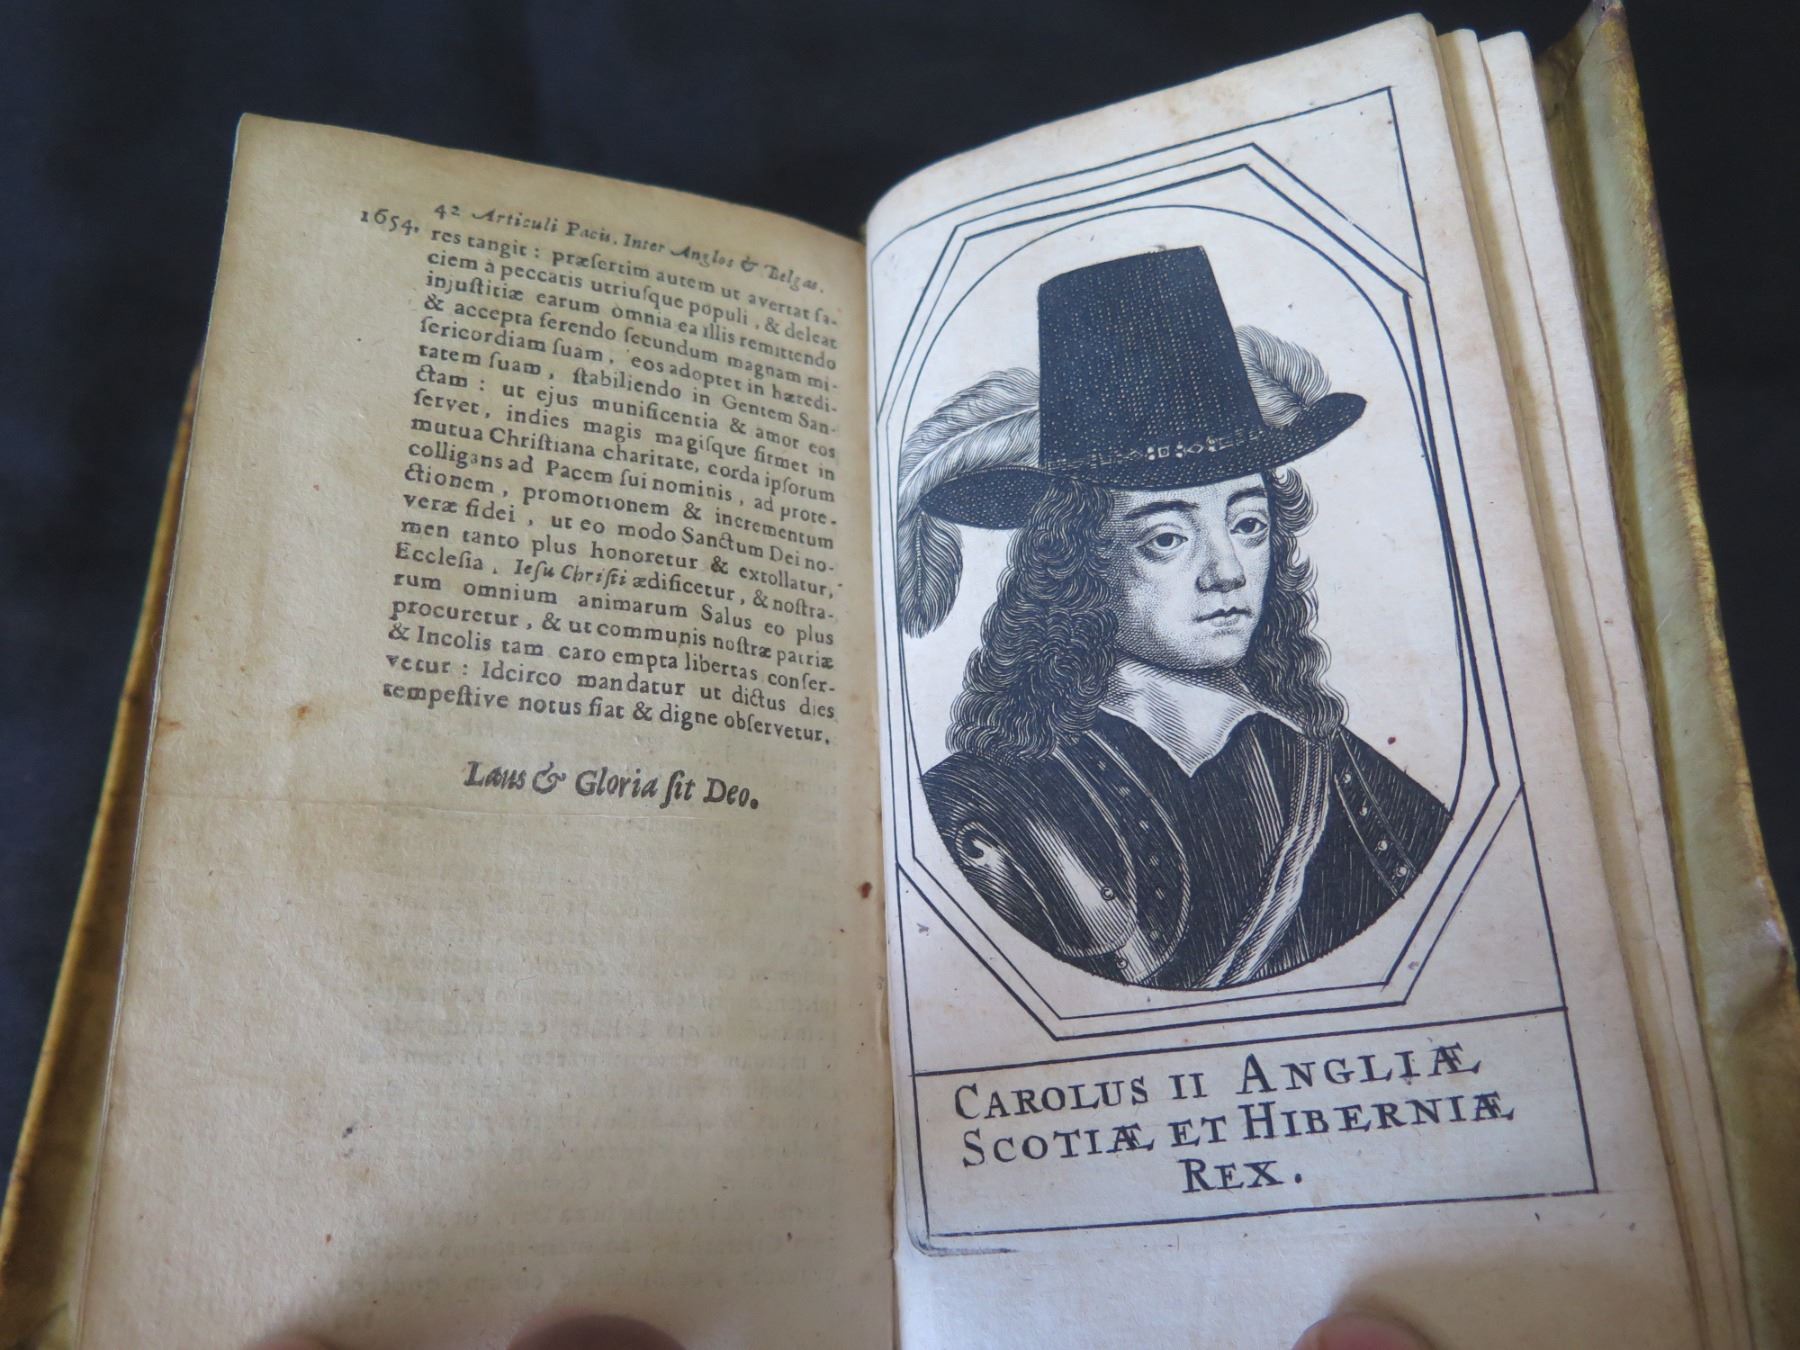 42 Articuli Pacis. Inter Anglos & Belgas.
1654. res tangit : præsertim autem ut avertat fa-
ciem à peccatis utriuſque populi, & deleat
injuſtitiæ earum omnia ea illis remittendo
& accepta ferendo ſecundum magnam mi-
ſericordiam ſuam, eos adoptet in hæredi-
tatem ſuam, ſtabiliendo in Gentem San-
ctam : ut ejus munificentia & amor eos
ſervet, indies magis magiſque firmet in
mutua Chriſtiana charitate, corda ipſorum
colligans ad Pacem ſui nominis, ad prote-
ctionem, promotionem & incrementum
veræ fidei, ut eo modo Sanctum Dei no-
men tanto plus honoretur & extollatur,
Eccleſia, Ieſu Chriſti ædificetur, & noſtra-
rum omnium animarum Salus eo plus
procuretur, & ut communis noſtræ patriæ
& Incolis tam caro empta libertas conſer-
vetur : Idcirco mandatur ut dictus dies
tempeſtive notus fiat & digne obſervetur.
Laus & Gloria ſit Deo.
CAROLUS II ANGLIÆ
SCOTIÆ ET HIBERNIÆ
REX.